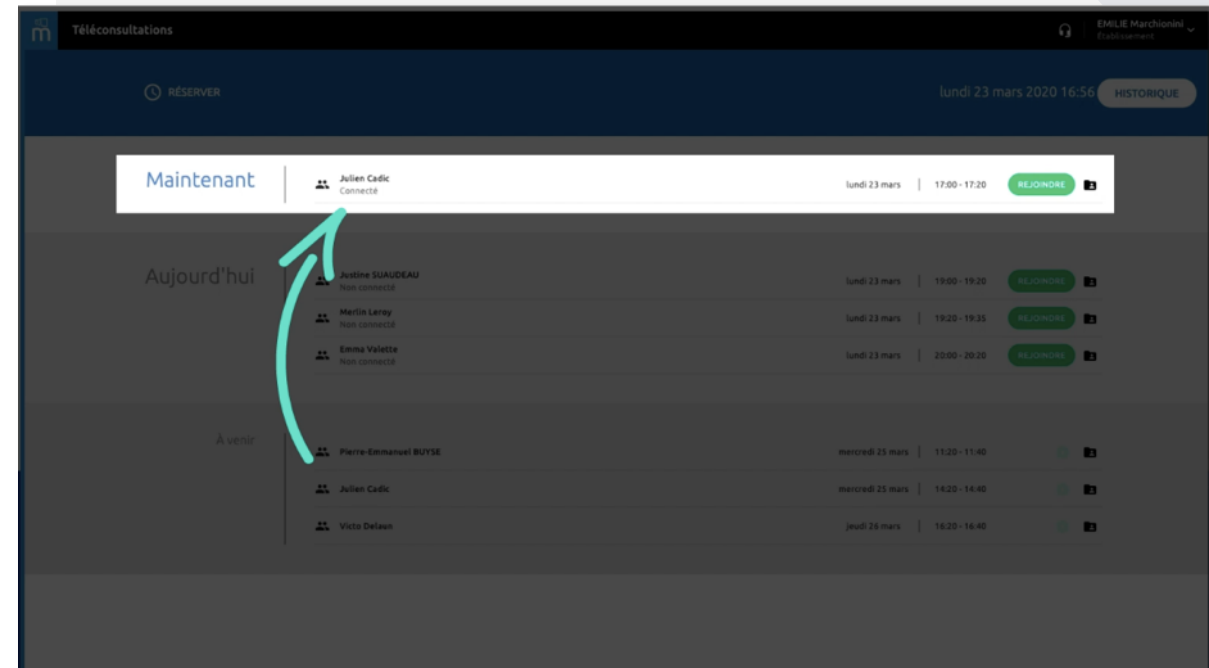 m
Téléconsultations
EMILIE Marchionini
Établissement
RÉSERVER
lundi 23 mars 2020 16:56
HISTORIQUE
Maintenant
Julien Cadic
Connecté
lundi 23 mars | 17:00 - 17:20
REJOINDRE
Aujourd'hui
Justine SUAUDEAU
Non connecté
lundi 23 mars | 19:00 - 19:20
REJOINDRE
Merlin Leroy
Non connecté
lundi 23 mars | 19:20 - 19:35
REJOINDRE
Emma Valette
Non connecté
lundi 23 mars | 20:00 - 20:20
REJOINDRE
À venir
Pierre-Emmanuel BUYSE
mercredi 25 mars | 11:20 - 11:40
Julien Cadic
mercredi 25 mars | 14:20 - 14:40
Victo Delaun
jeudi 26 mars | 16:20 - 16:40